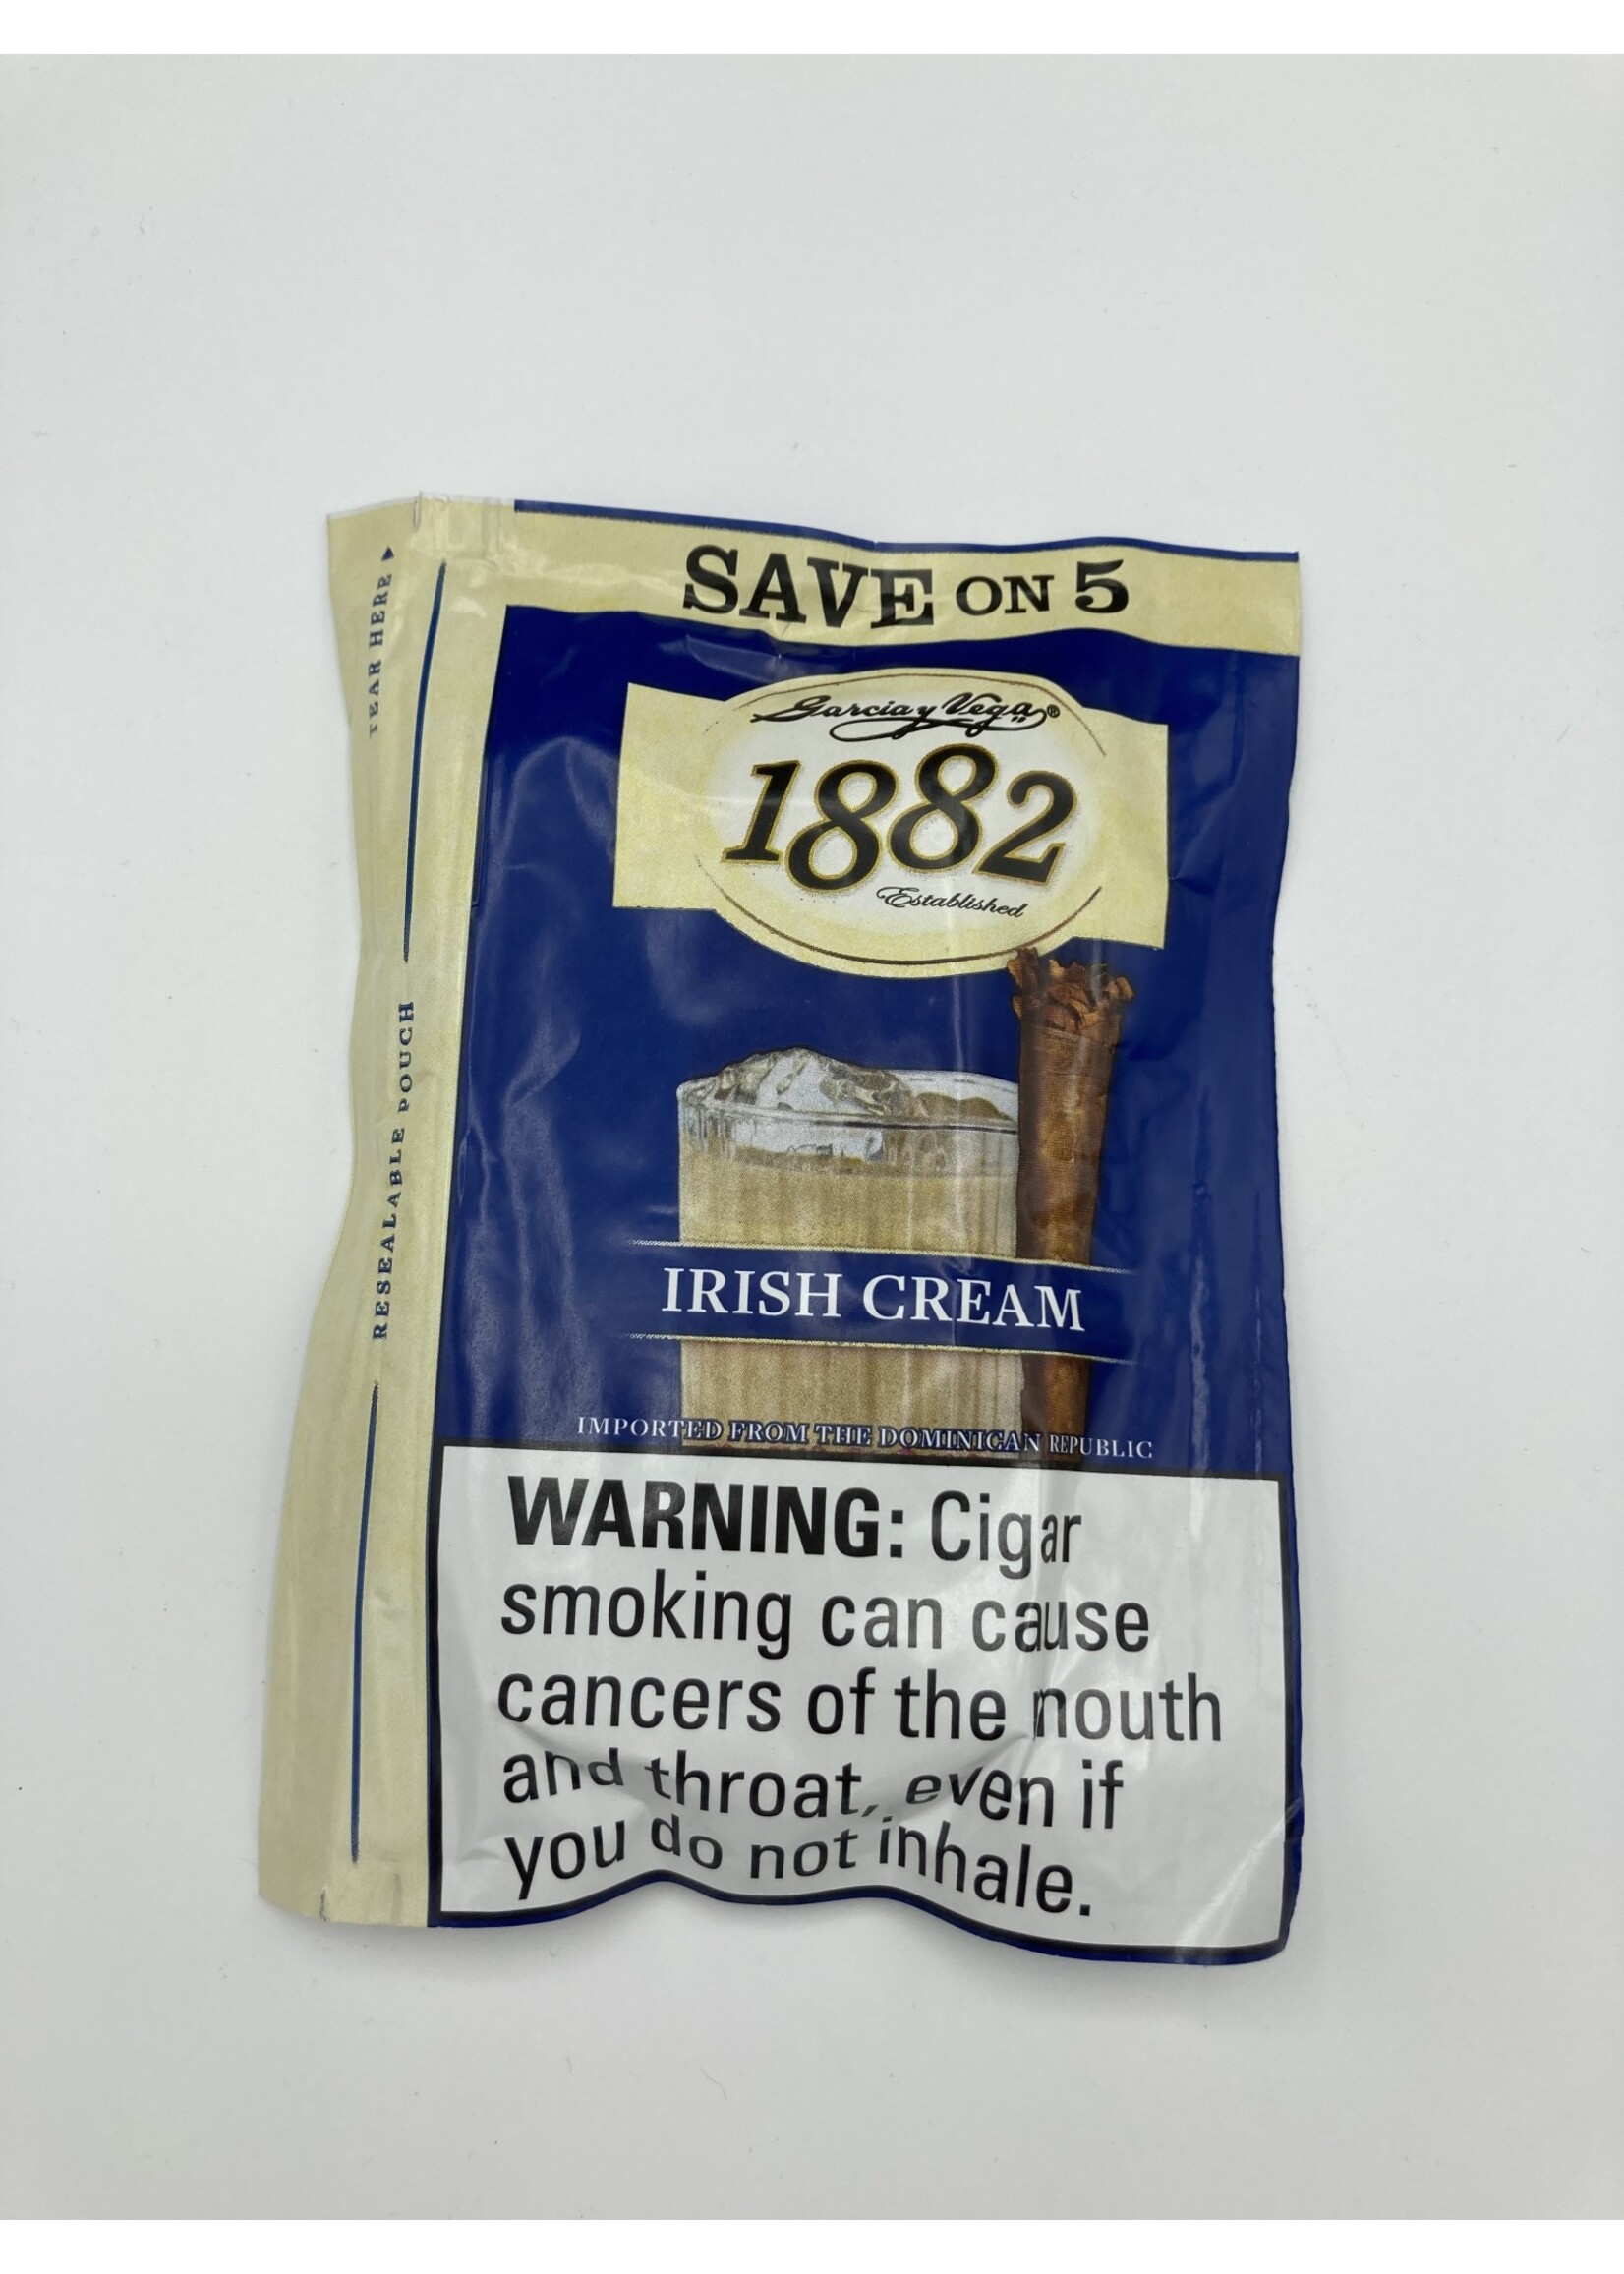 SAVE ON 5
TEAR HERE
Garcia y Vega®
1882
Established
RESEALABLE POUCH
IRISH CREAM
IMPORTED FROM THE DOMINICAN REPUBLIC
WARNING: Cigar
smoking can cause
cancers of the mouth
and throat, even if
you do not inhale.